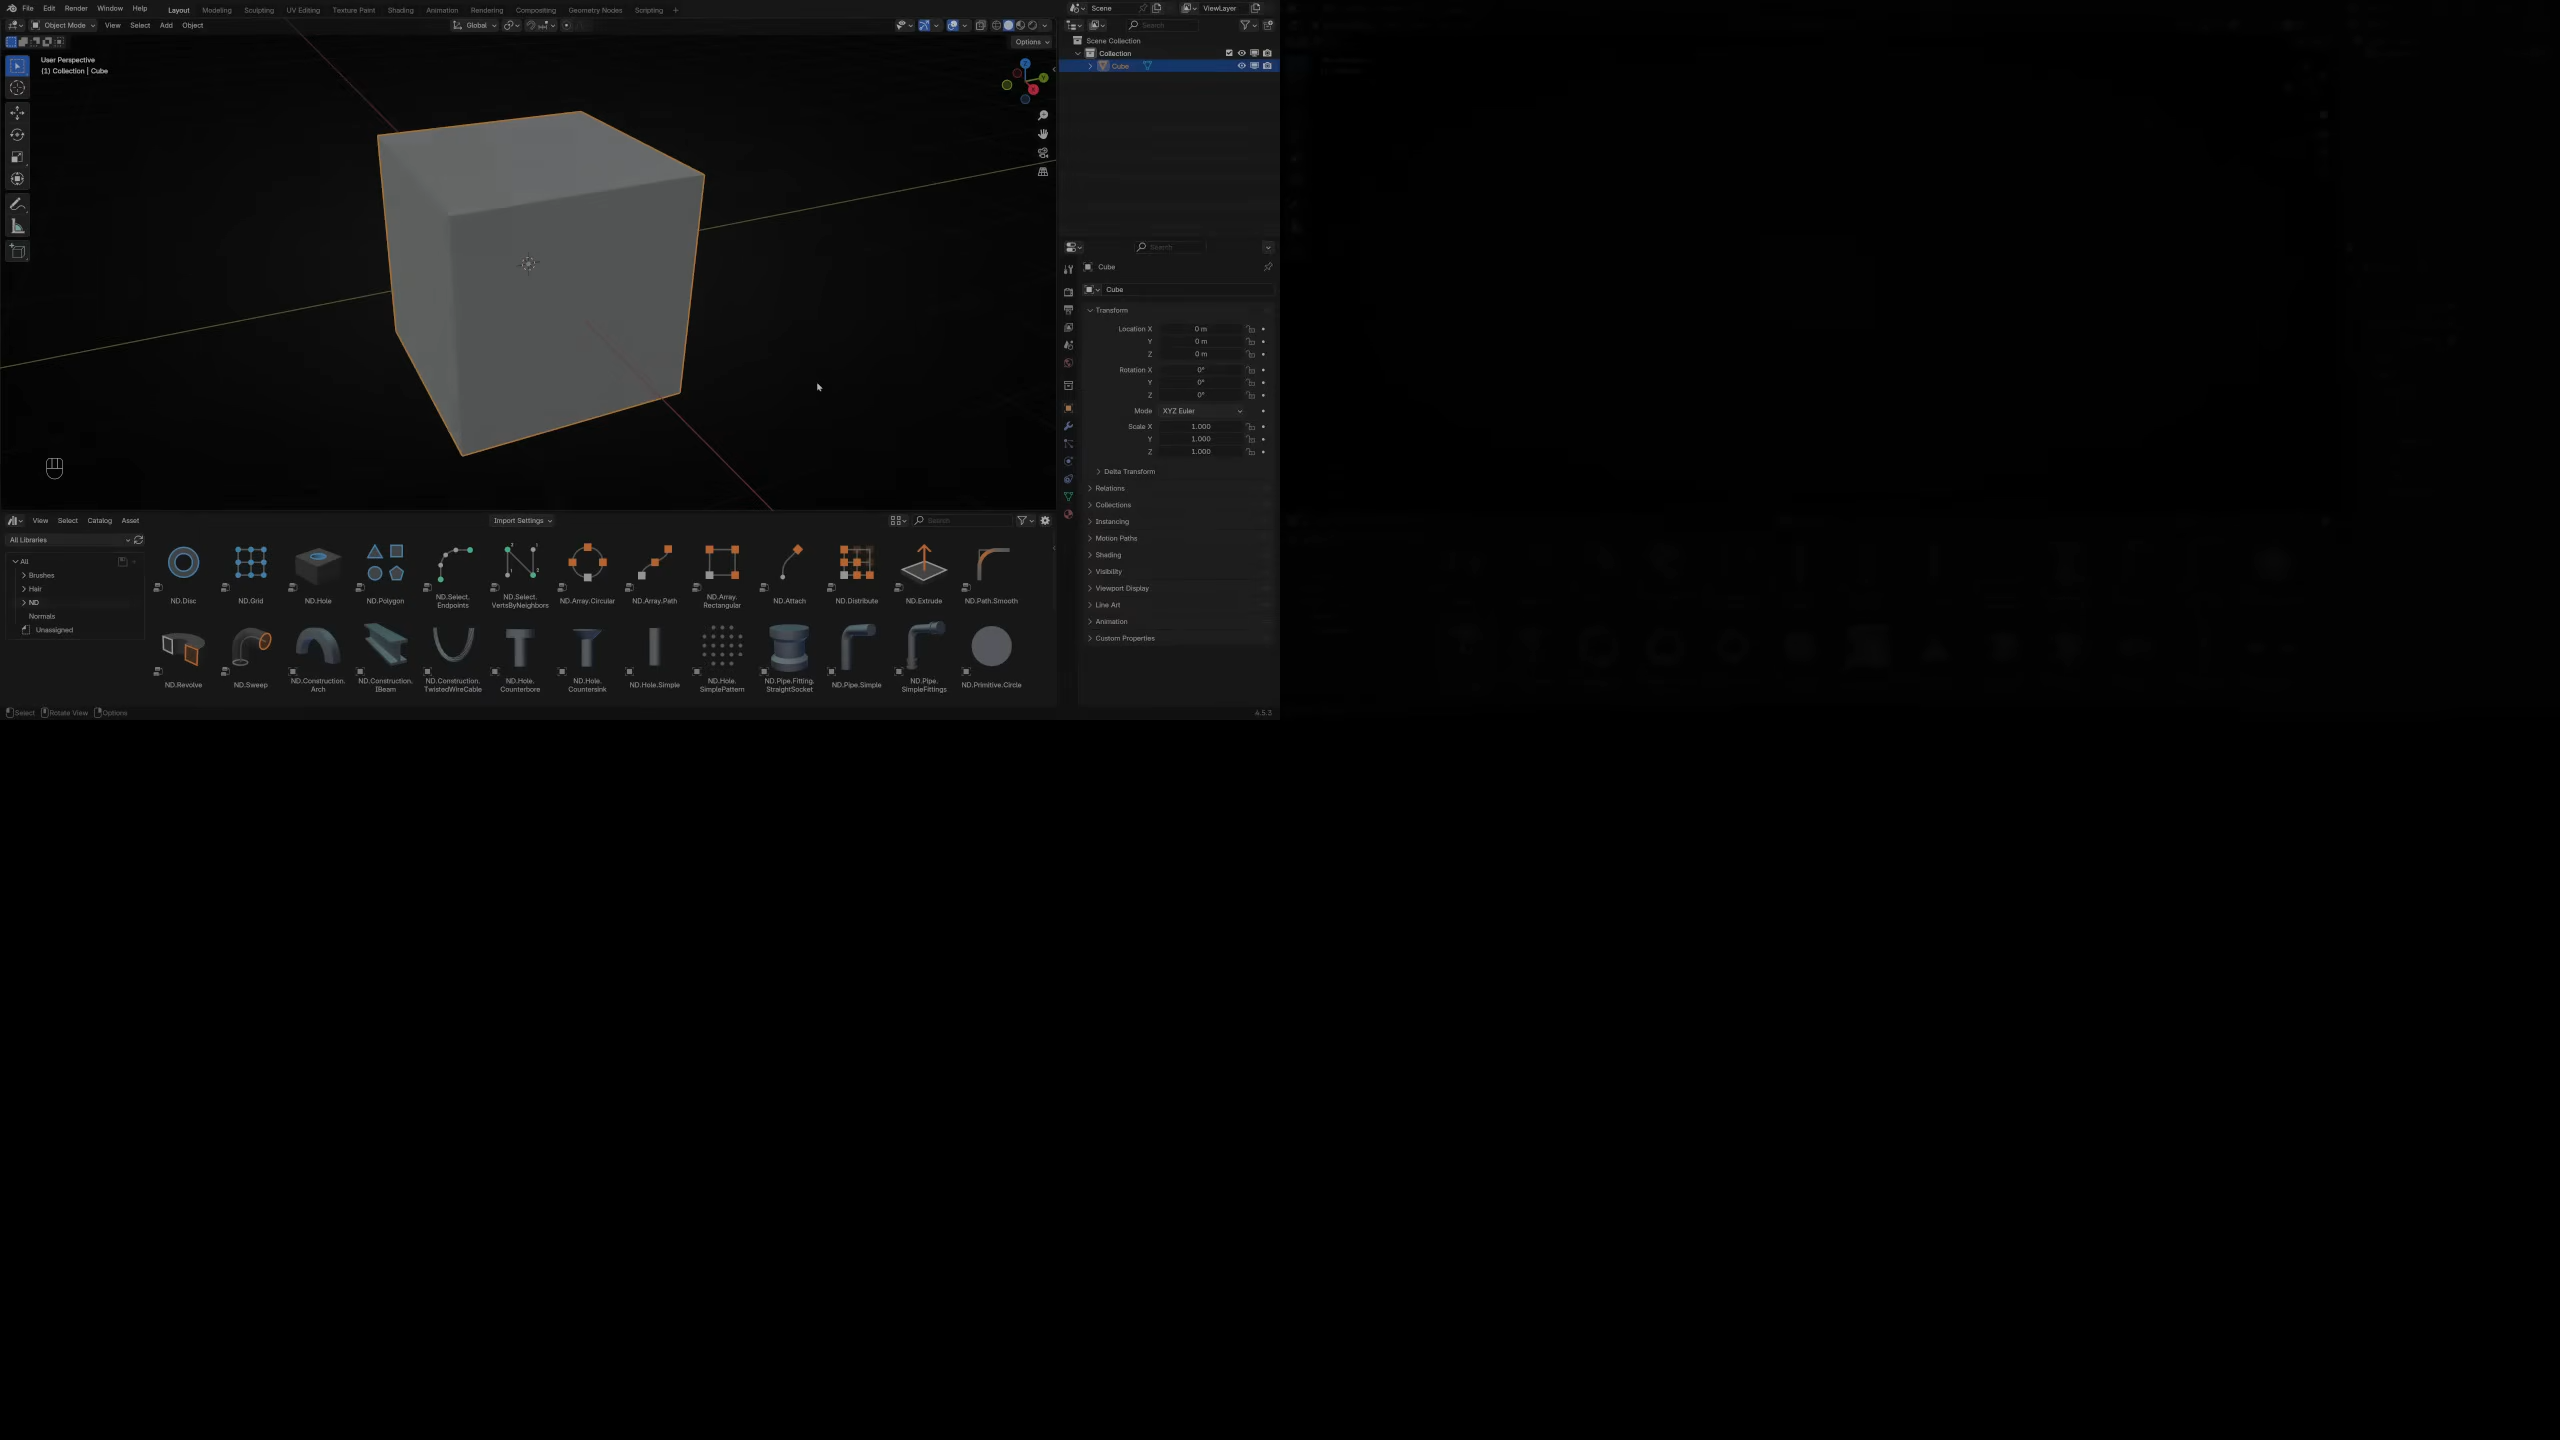 File Edit Render Window Help Layout Modeling Sculpting UV Editing Texture Paint Shading Animation Rendering Compositing Geometry Nodes Scripting + Scene ViewLayer
Object Mode View Select Add Object Global Search
Options
User Perspective
(1) Collection | Cube
Scene Collection
Collection
Cube
Search
Cube
Cube
Transform
Location X 0 m
Y 0 m
Z 0 m
Rotation X 0°
Y 0°
Z 0°
Mode XYZ Euler
Scale X 1.000
Y 1.000
Z 1.000
Delta Transform
Relations
Collections
Instancing
Motion Paths
Shading
Visibility
Viewport Display
Line Art
Animation
Custom Properties
View Select Catalog Asset Import Settings Search
All Libraries
All
Brushes
Hair
ND
Normals
Unassigned
ND.Disc
ND.Grid
ND.Hole
ND.Polygon
ND.Select.
Endpoints
ND.Select.
VertsByNeighbors
ND.Array.Circular
ND.Array.Path
ND.Array.
Rectangular
ND.Attach
ND.Distribute
ND.Extrude
ND.Path.Smooth
ND.Revolve
ND.Sweep
ND.Construction.
Arch
ND.Construction.
IBeam
ND.Construction.
TwistedWireCable
ND.Hole.
Counterbore
ND.Hole.
Countersink
ND.Hole.Simple
ND.Hole.
SimplePattern
ND.Pipe.Fitting.
StraightSocket
ND.Pipe.Simple
ND.Pipe.
SimpleFittings
ND.Primitive.Circle
Select Rotate View Options
4.5.3